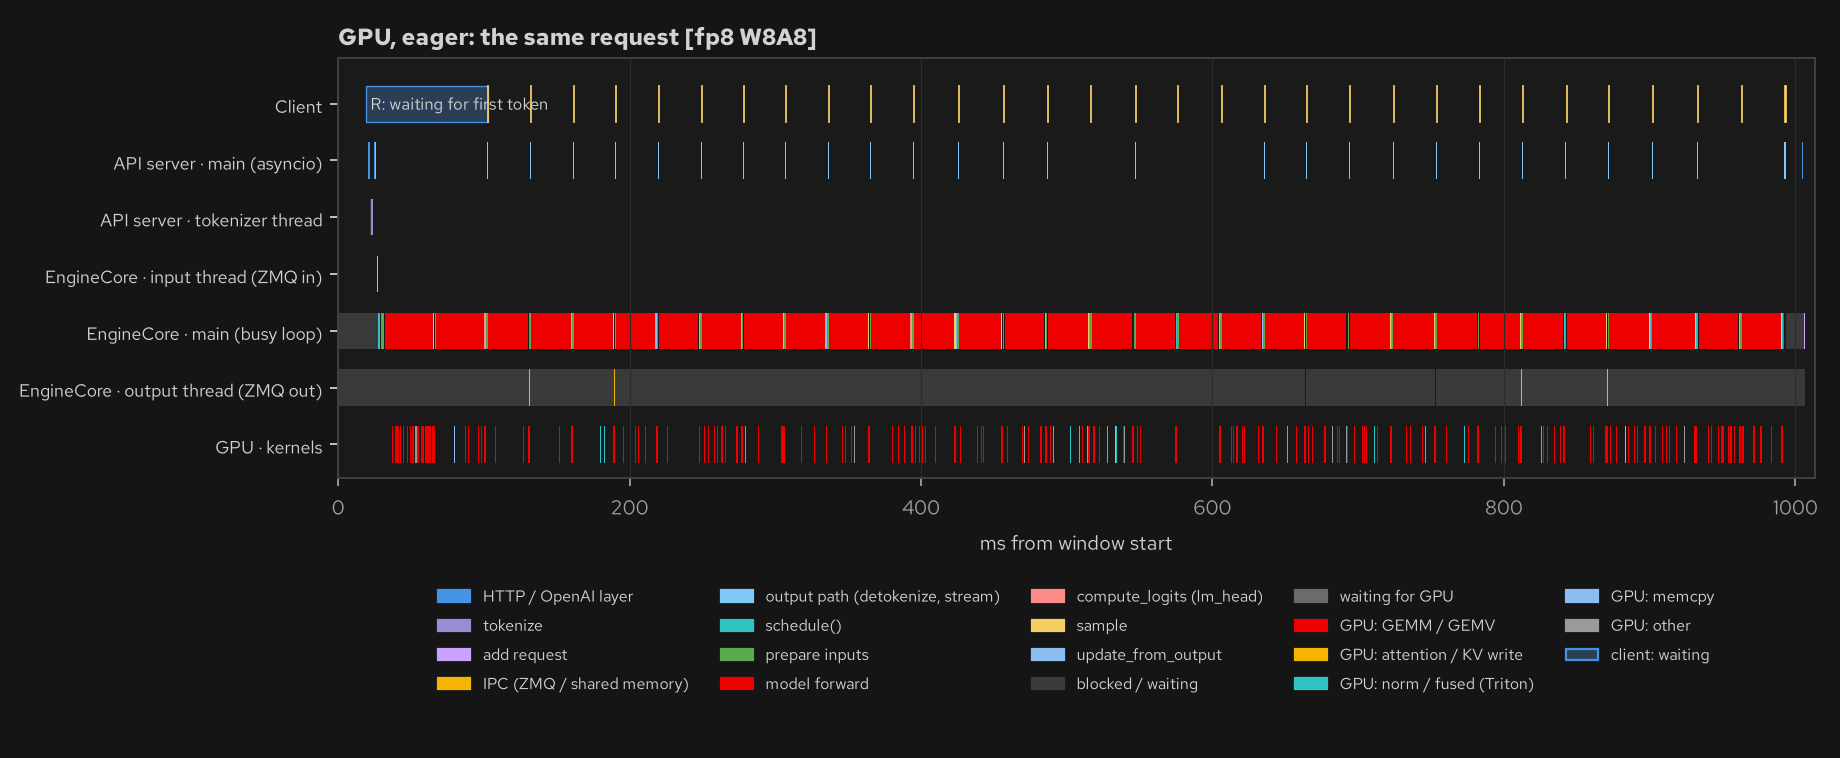 GPU, eager: the same request [fp8 W8A8]
Client
R: waiting for first token
API server · main (asyncio)
API server · tokenizer thread
EngineCore · input thread (ZMQ in)
EngineCore · main (busy loop)
EngineCore · output thread (ZMQ out)
GPU · kernels
0 200 400 600 800 1000
ms from window start
HTTP / OpenAI layer output path (detokenize, stream) compute_logits (lm_head) waiting for GPU GPU: memcpy
tokenize schedule() sample GPU: GEMM / GEMV GPU: other
add request prepare inputs update_from_output GPU: attention / KV write client: waiting
IPC (ZMQ / shared memory) model forward blocked / waiting GPU: norm / fused (Triton)